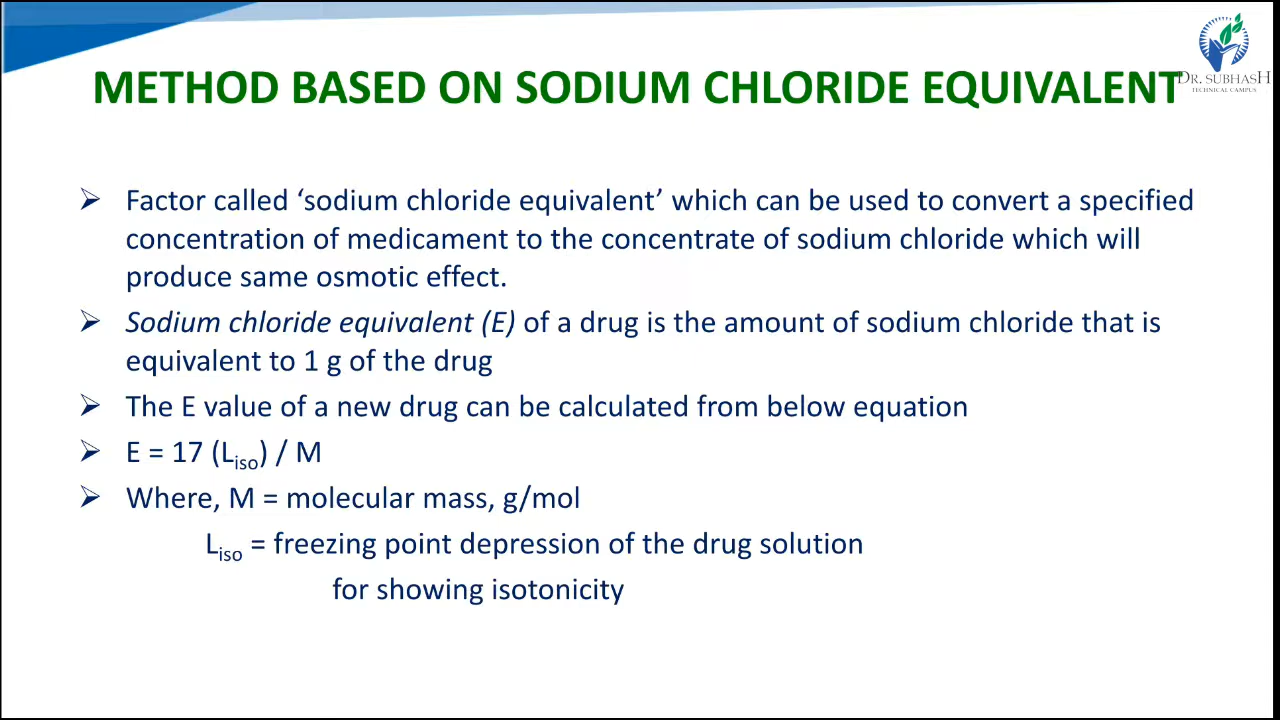 DR. SUBHASH
TECHNICAL CAMPUS
METHOD BASED ON SODIUM CHLORIDE EQUIVALENT
➢ Factor called ‘sodium chloride equivalent’ which can be used to convert a specified
concentration of medicament to the concentrate of sodium chloride which will
produce same osmotic effect.
➢ Sodium chloride equivalent (E) of a drug is the amount of sodium chloride that is
equivalent to 1 g of the drug
➢ The E value of a new drug can be calculated from below equation
➢ E = 17 (Liso) / M
➢ Where, M = molecular mass, g/mol
Liso = freezing point depression of the drug solution
for showing isotonicity